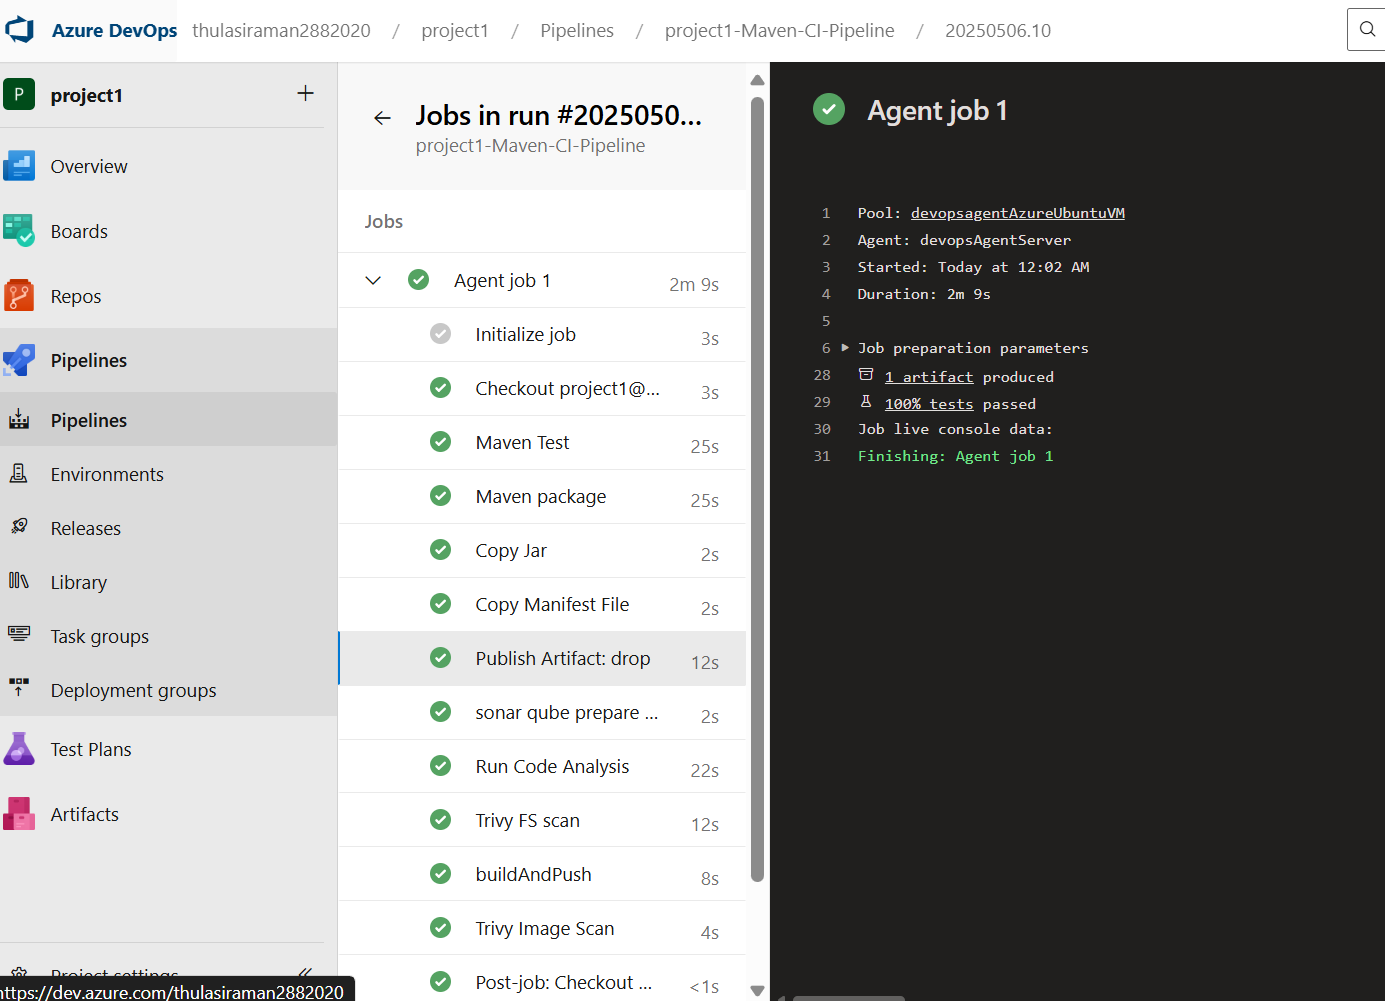 Azure DevOps thulasiraman2882020 / project1 / Pipelines / project1-Maven-CI-Pipeline / 20250506.10
P project1
Overview
Boards
Repos
Pipelines
Pipelines
Environments
Releases
Library
Task groups
Deployment groups
Test Plans
Artifacts
Project settings
https://dev.azure.com/thulasiraman2882020
Jobs in run #2025050...
project1-Maven-CI-Pipeline
Jobs
Agent job 1 2m 9s
Initialize job 3s
Checkout project1@... 3s
Maven Test 25s
Maven package 25s
Copy Jar 2s
Copy Manifest File 2s
Publish Artifact: drop 12s
sonar qube prepare ... 2s
Run Code Analysis 22s
Trivy FS scan 12s
buildAndPush 8s
Trivy Image Scan 4s
Post-job: Checkout ... <1s
Agent job 1
1 Pool: devopsagentAzureUbuntuVM
2 Agent: devopsAgentServer
3 Started: Today at 12:02 AM
4 Duration: 2m 9s
5
6 Job preparation parameters
28 1 artifact produced
29 100% tests passed
30 Job live console data:
31 Finishing: Agent job 1